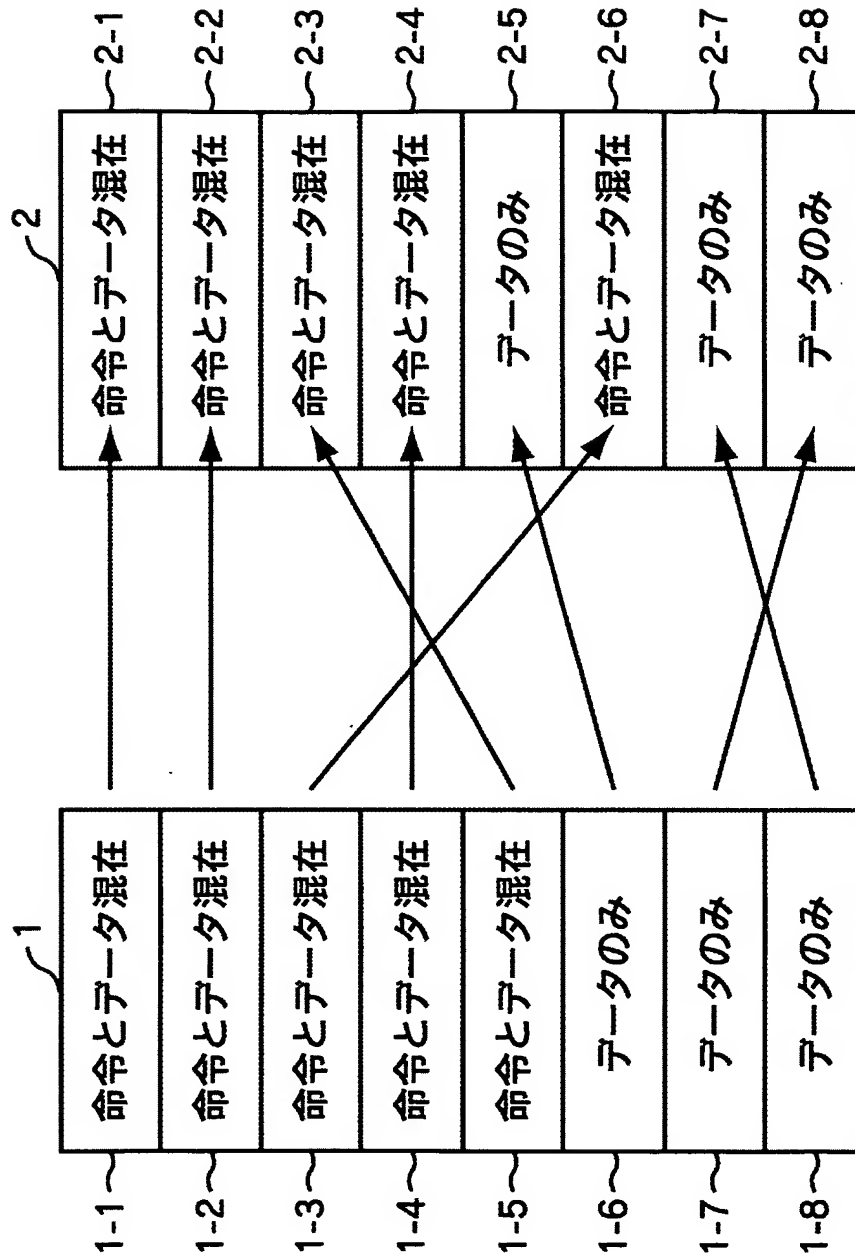 1
2
1-1 命令とデータ混在 命令とデータ混在 2-1
1-2 命令とデータ混在 命令とデータ混在 2-2
1-3 命令とデータ混在 命令とデータ混在 2-3
1-4 命令とデータ混在 命令とデータ混在 2-4
1-5 命令とデータ混在 データのみ 2-5
1-6 データのみ 命令とデータ混在 2-6
1-7 データのみ データのみ 2-7
1-8 データのみ データのみ 2-8